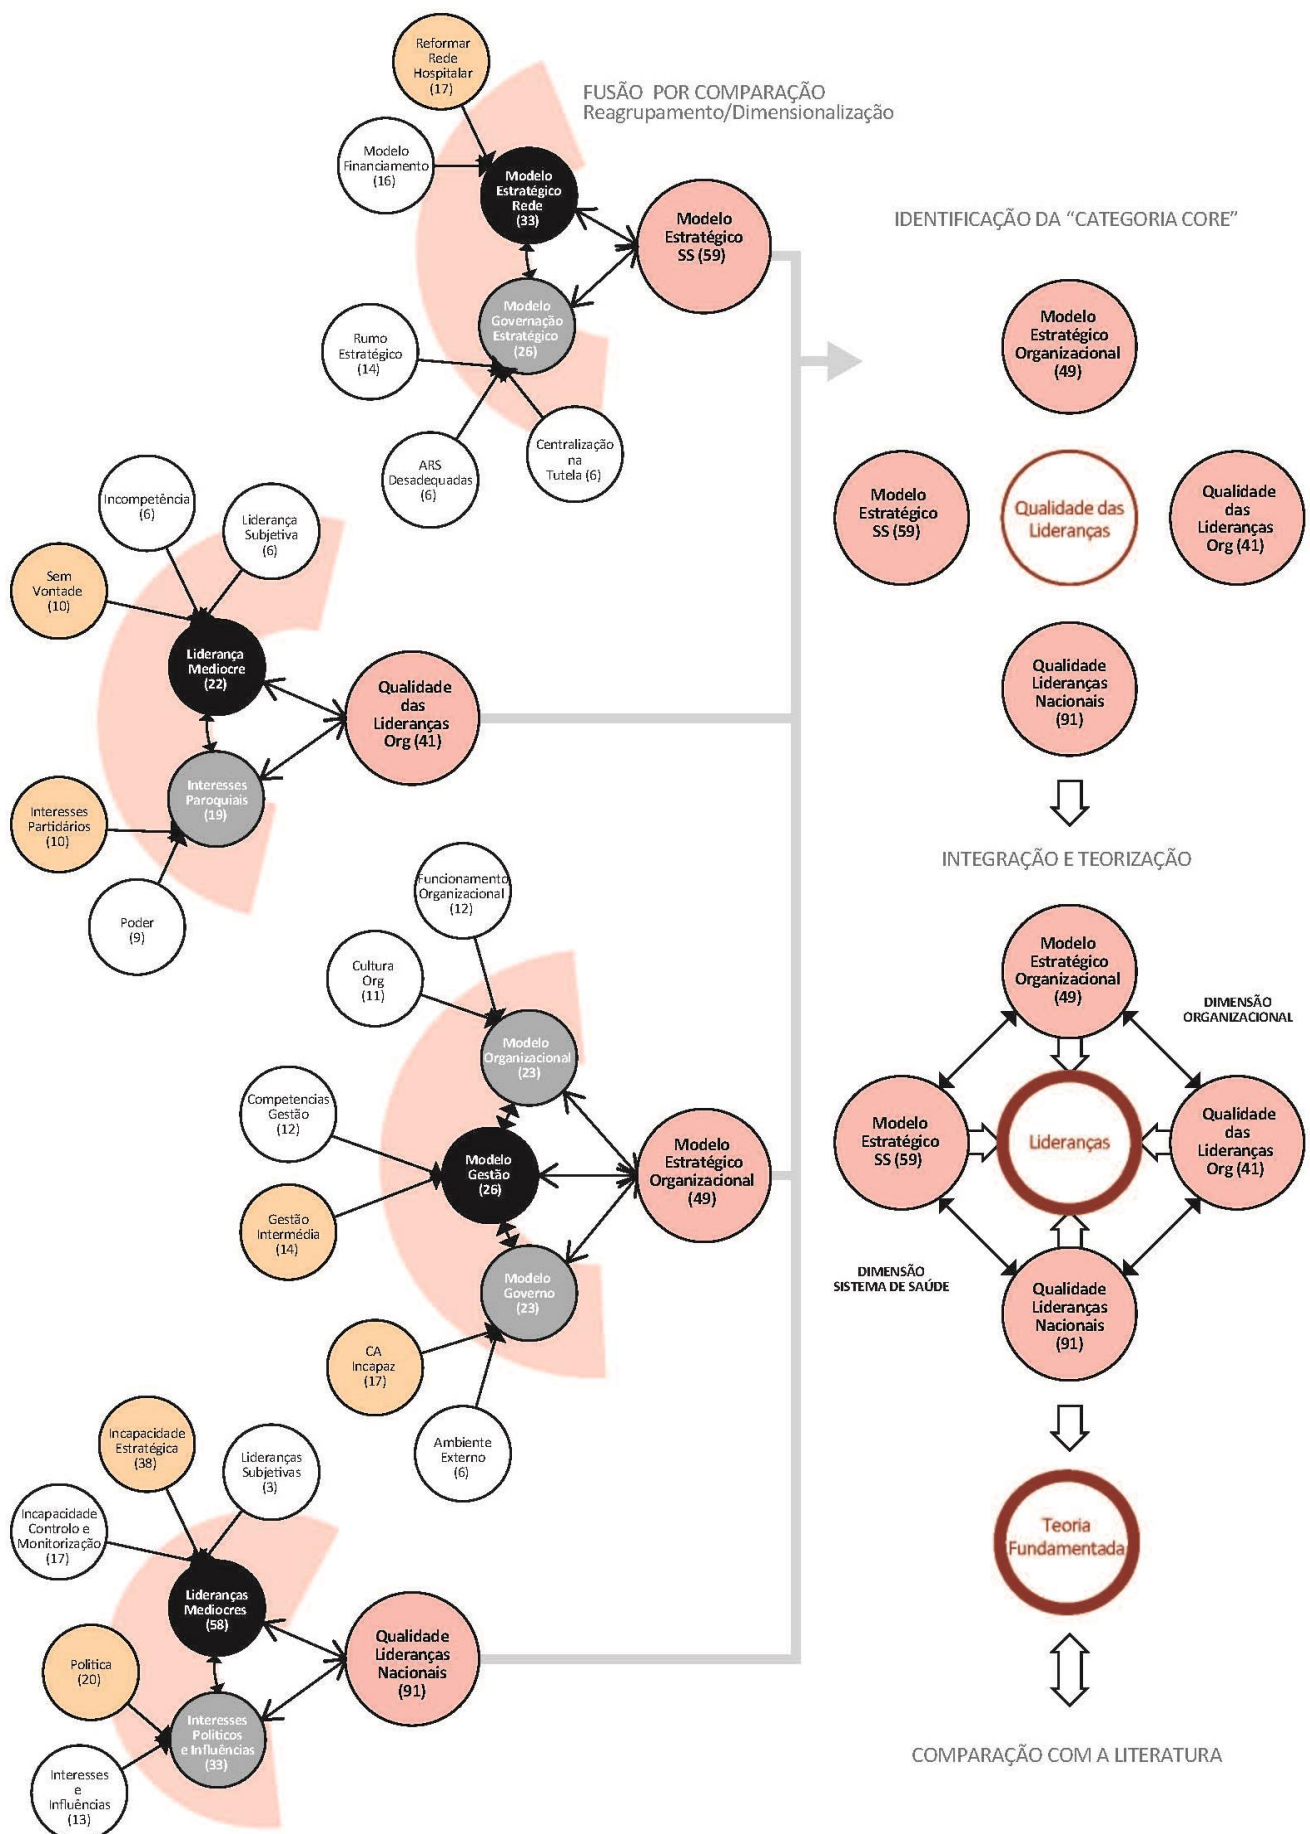 Reformar
Rede
Hospitalar
(17)
FUSÃO POR COMPARAÇÃO
Reagrupamento/Dimensionalização
Modelo
Financiamento
(16)
Modelo
Estratégico
Rede
(33)
Modelo
Estratégico
SS (59)
Modelo
Governação
Estratégico
(26)
Rumo
Estratégico
(14)
ARS
Desadequadas
(6)
Centralização
na
Tutela (6)
Incompetência
(6)
Liderança
Subjetiva
(6)
Sem
Vontade
(10)
Liderança
Mediocre
(22)
Qualidade
das
Lideranças
Org (41)
Interesses
Paroquiais
(19)
Interesses
Partidários
(10)
Poder
(9)
Funcionamento
Organizacional
(12)
Cultura
Org
(11)
Modelo
Organizacional
(23)
Competencias
Gestão
(12)
Modelo
Gestão
(26)
Modelo
Estratégico
Organizacional
(49)
Gestão
Intermédia
(14)
Modelo
Governo
(23)
CA
Incapaz
(17)
Ambiente
Externo
(6)
Incapacidade
Estratégica
(38)
Lideranças
Subjetivas
(3)
Incapacidade
Controlo e
Monitorização
(17)
Lideranças
Mediocres
(58)
Qualidade
Lideranças
Nacionais
(91)
Politica
(20)
Interesses
Politicos
e Influências
(33)
Interesses
e
Influências
(13)
IDENTIFICAÇÃO DA “CATEGORIA CORE”
Modelo
Estratégico
Organizacional
(49)
Modelo
Estratégico
SS (59)
Qualidade das
Lideranças
Qualidade
das
Lideranças
Org (41)
Qualidade
Lideranças
Nacionais
(91)
INTEGRAÇÃO E TEORIZAÇÃO
Modelo
Estratégico
Organizacional
(49)
DIMENSÃO
ORGANIZACIONAL
Modelo
Estratégico
SS (59)
Lideranças
Qualidade
das
Lideranças
Org (41)
DIMENSÃO
SISTEMA DE SAÚDE
Qualidade
Lideranças
Nacionais
(91)
Teoria
Fundamentada
COMPARAÇÃO COM A LITERATURA